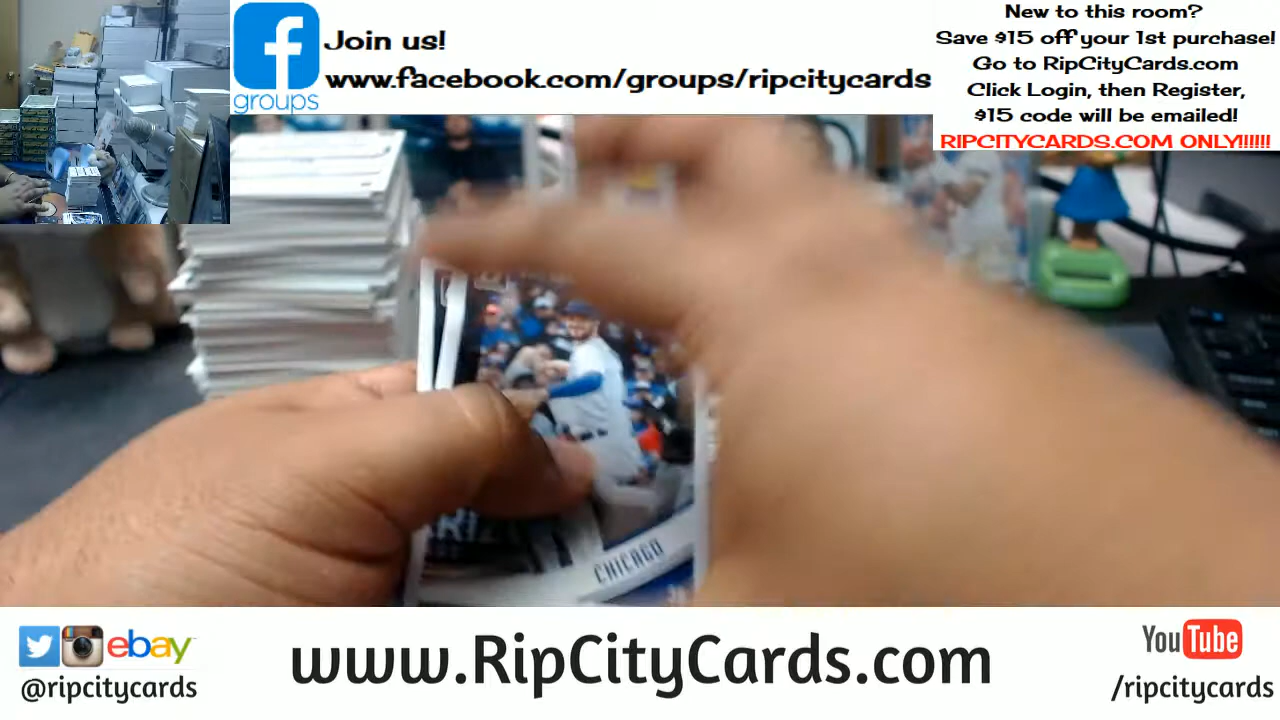 groups
Join us!
www.facebook.com/groups/ripcitycards
New to this room?
Save $15 off your 1st purchase!
Go to RipCityCards.com
Click Login, then Register,
$15 code will be emailed!
RIPCITYCARDS.COM ONLY!!!!!!
CHICAGO
ebay
@ripcitycards
www.RipCityCards.com
YouTube
/ripcitycards